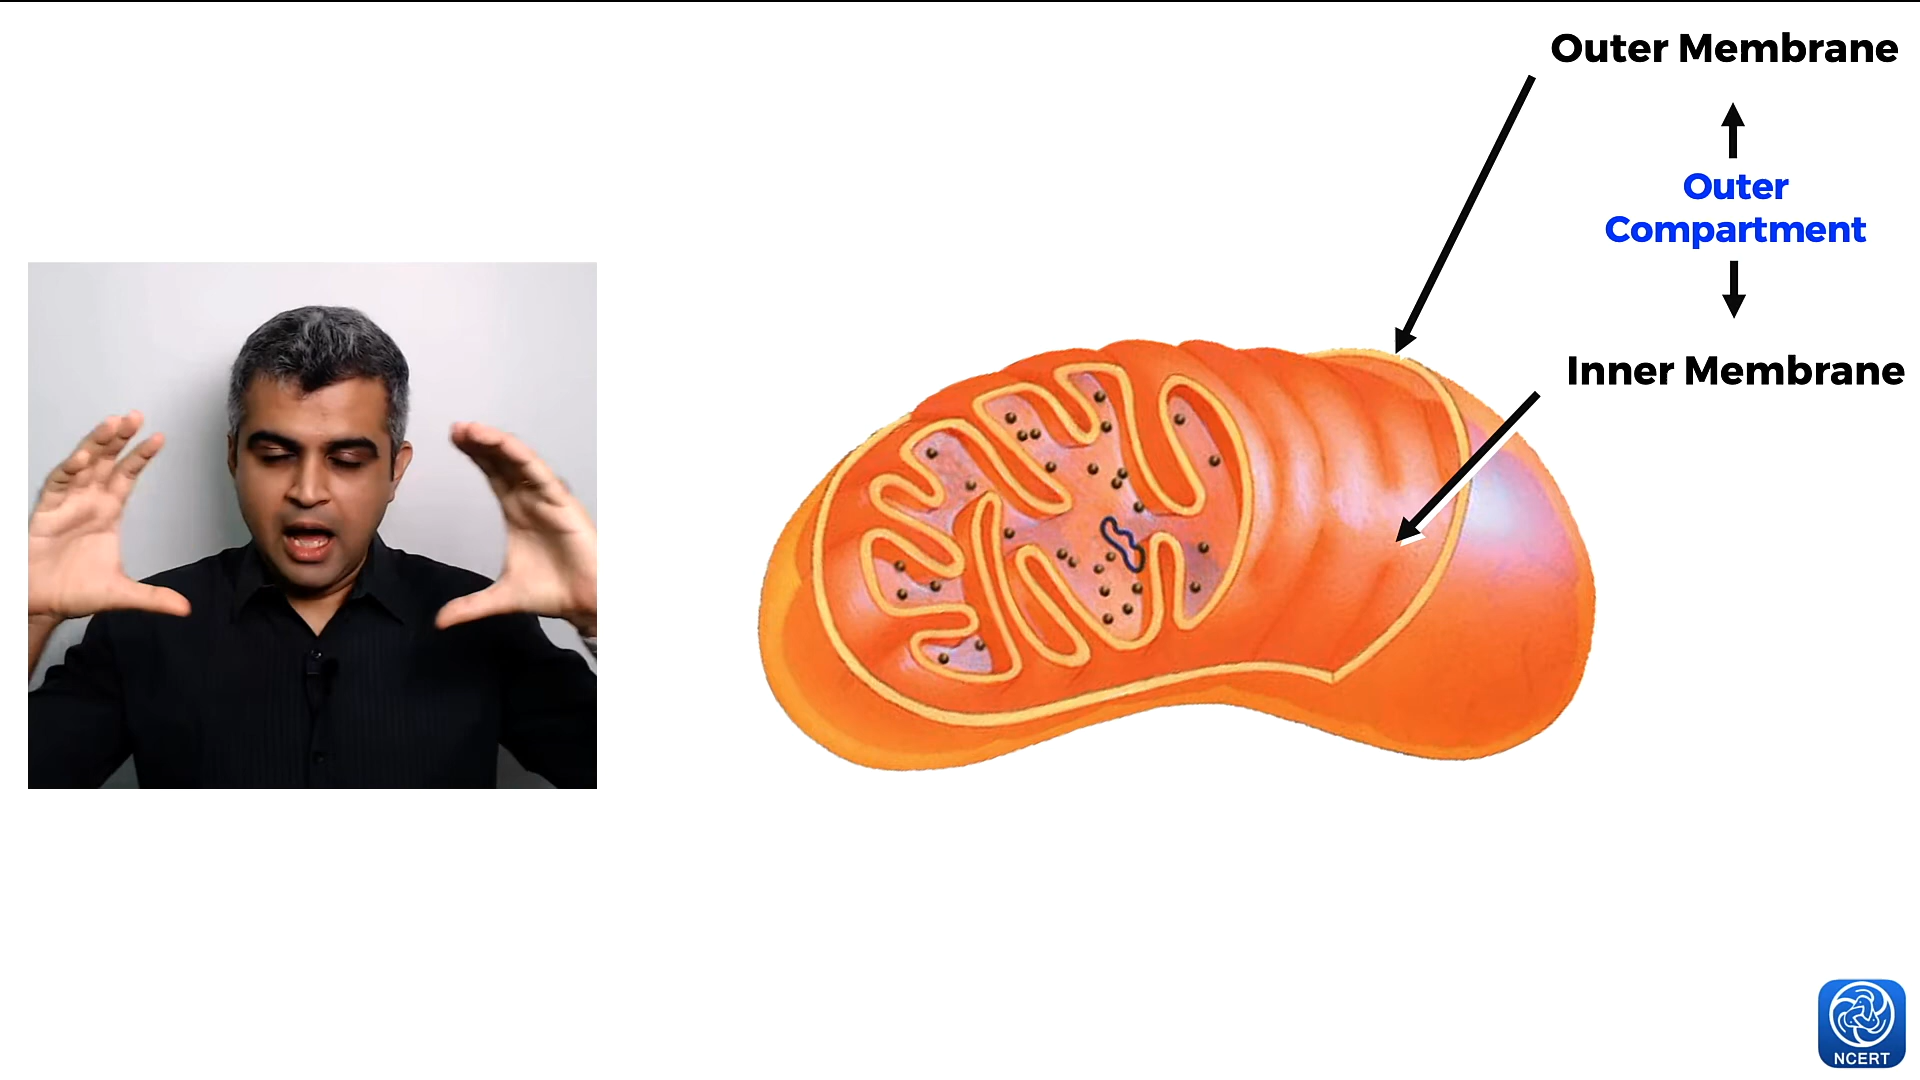 Outer Membrane
Outer
Compartment
Inner Membrane
NCERT